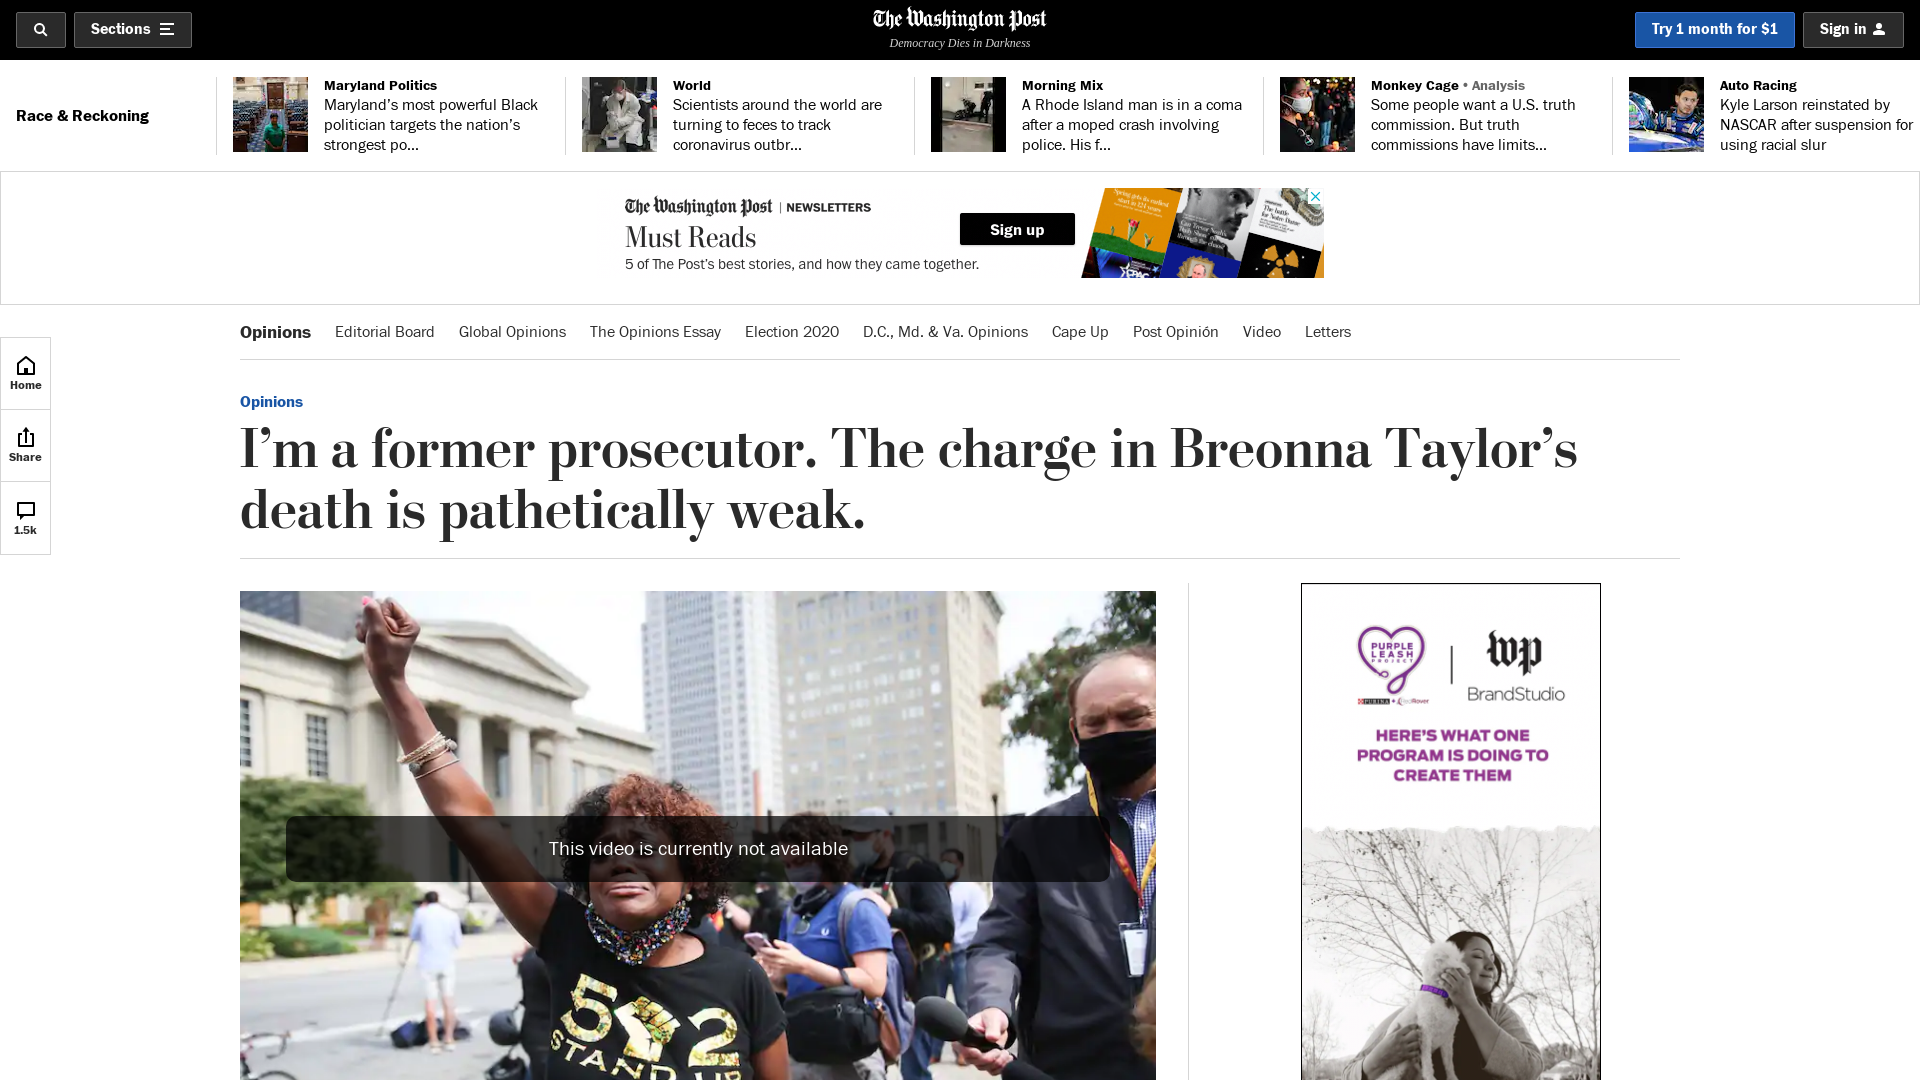 Sections
The Washington Post
Democracy Dies in Darkness
Try 1 month for $1
Sign in
Race & Reckoning
Maryland Politics
Maryland’s most powerful Black
politician targets the nation’s
strongest po...
World
Scientists around the world are
turning to feces to track
coronavirus outbr...
Morning Mix
A Rhode Island man is in a coma
after a moped crash involving
police. His f...
Monkey Cage • Analysis
Some people want a U.S. truth
commission. But truth
commissions have limits...
Auto Racing
Kyle Larson reinstated by
NASCAR after suspension for
using racial slur
The Washington Post | NEWSLETTERS
Must Reads
5 of The Post’s best stories, and how they came together.
Sign up
Opinions
Editorial Board
Global Opinions
The Opinions Essay
Election 2020
D.C., Md. & Va. Opinions
Cape Up
Post Opinión
Video
Letters
Home
Share
1.5k
Opinions
I’m a former prosecutor. The charge in Breonna Taylor’s
death is pathetically weak.
This video is currently not available
502
STAND UP
PURPLE
LEASH
PROJECT
PURINA
wp
BrandStudio
HERE’S WHAT ONE
PROGRAM IS DOING TO
CREATE THEM